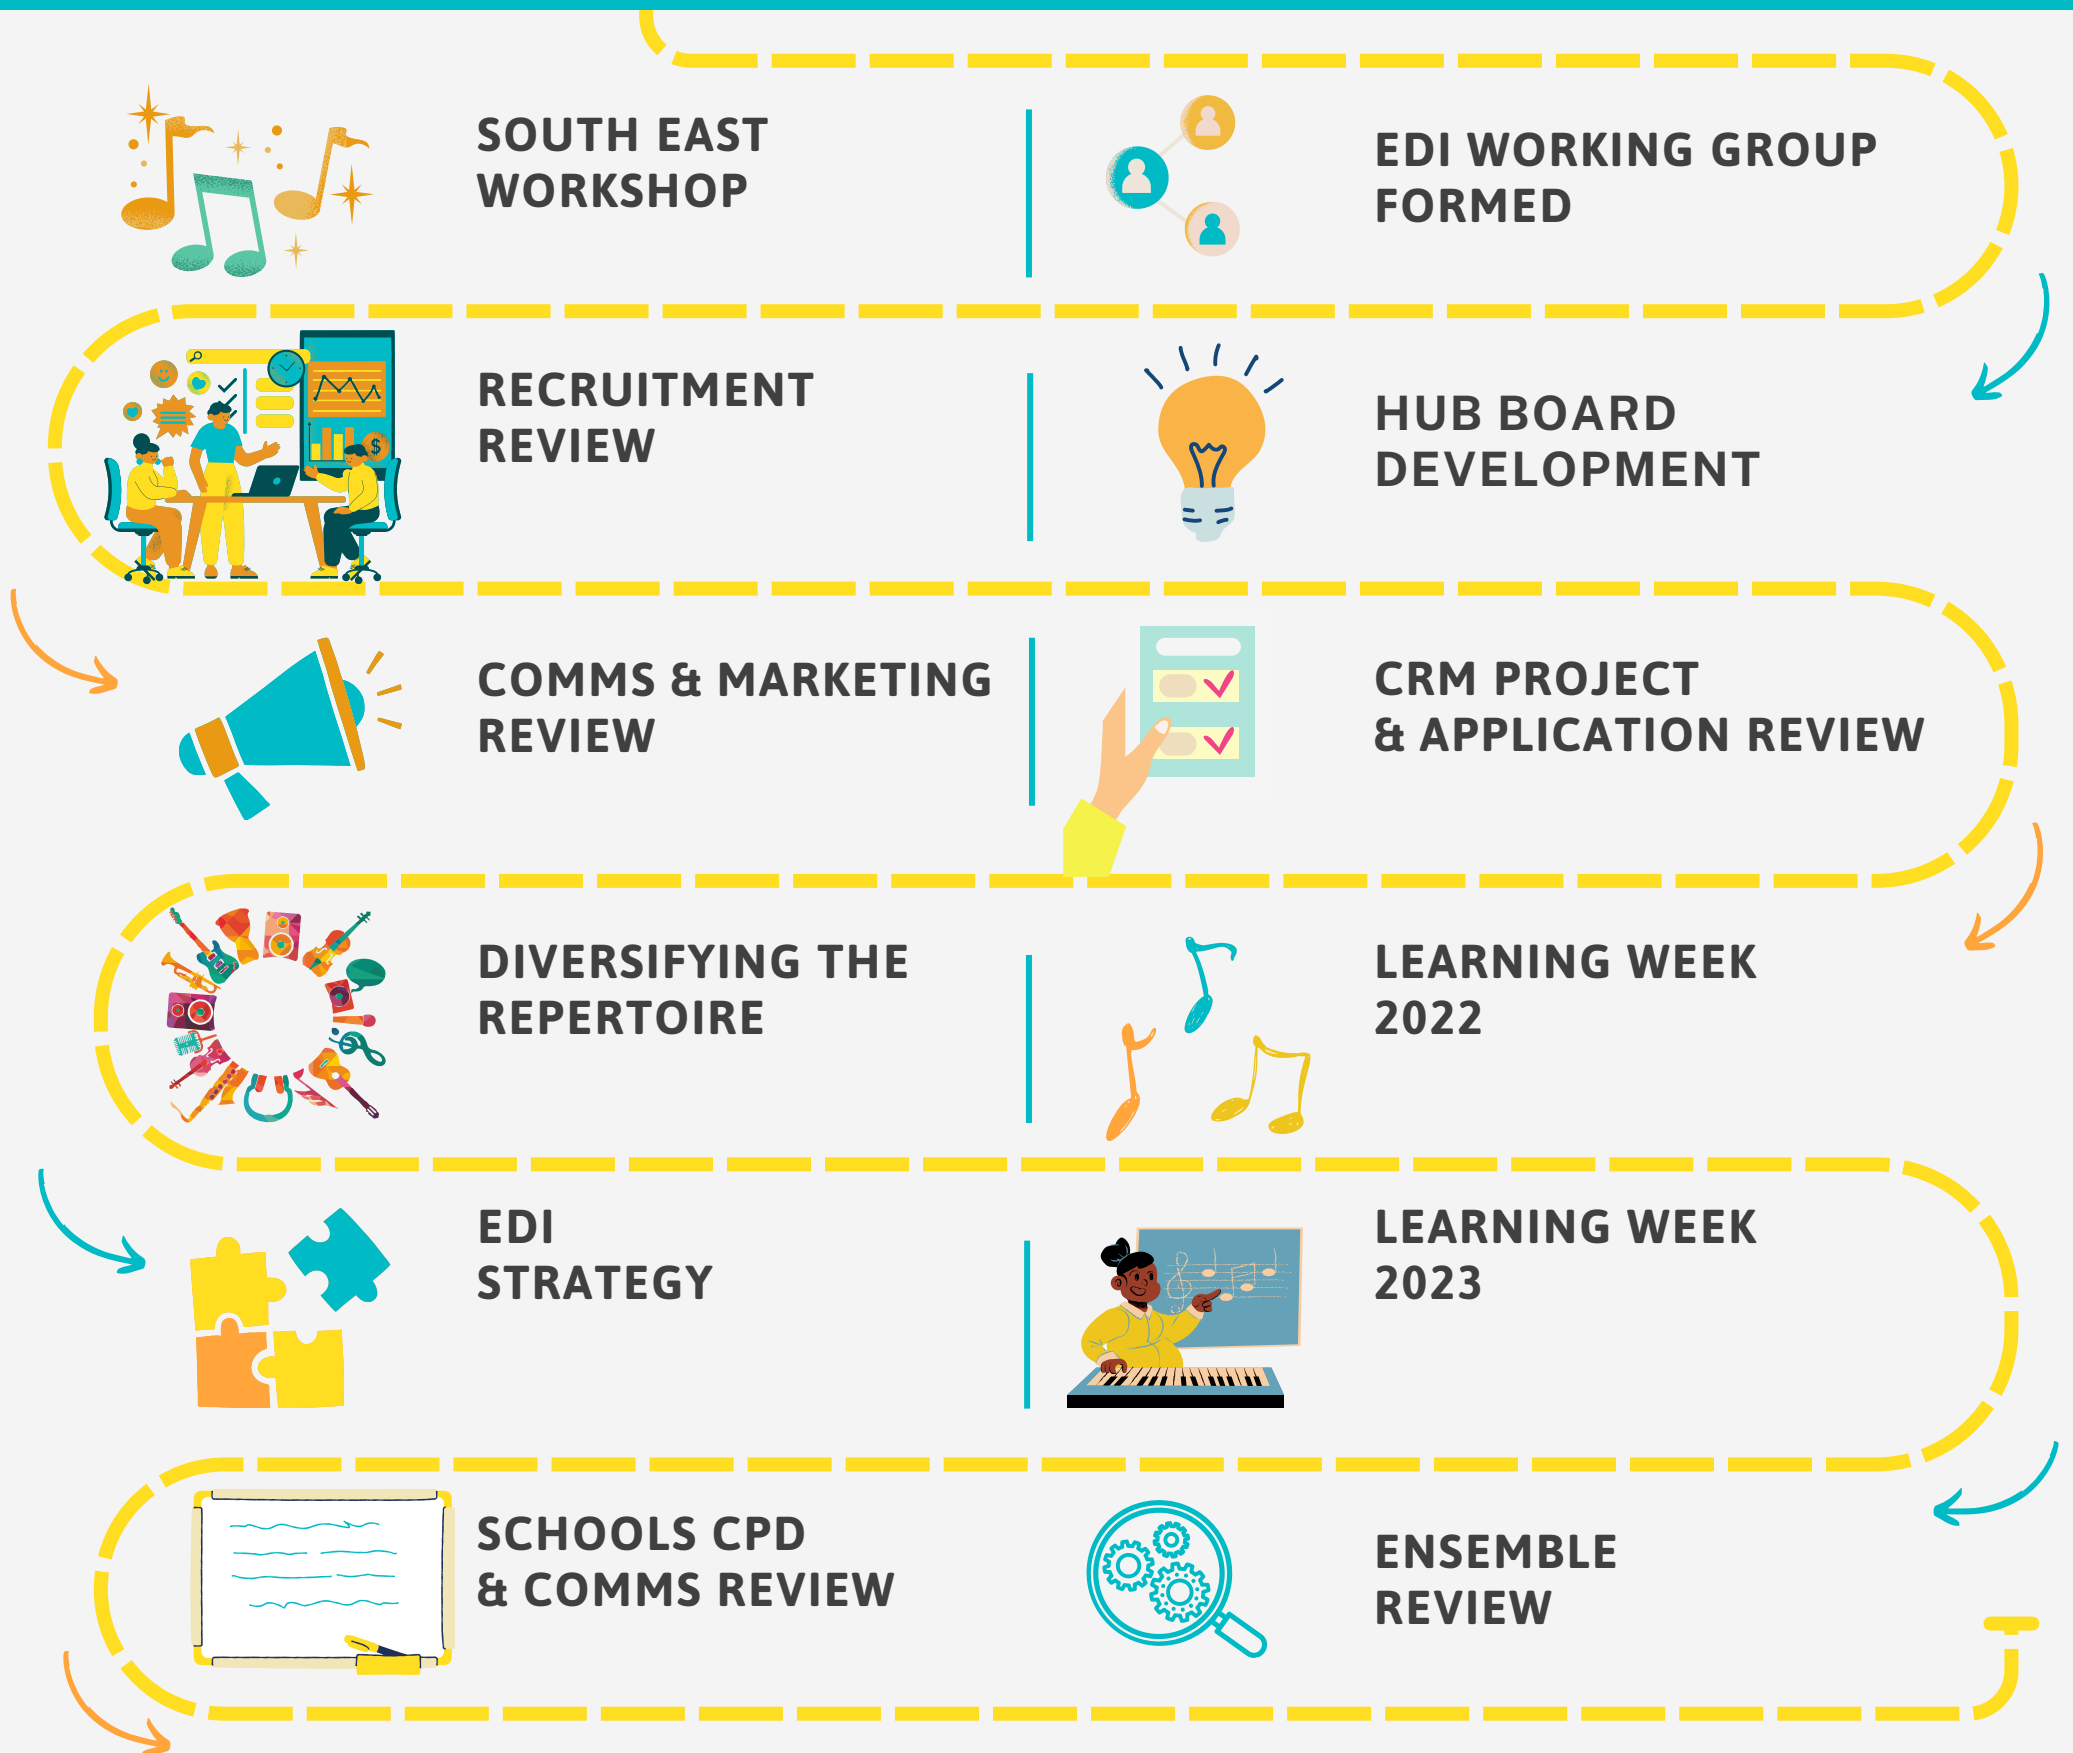 SOUTH EAST
WORKSHOP
EDI WORKING GROUP
FORMED
RECRUITMENT
REVIEW
$
HUB BOARD
DEVELOPMENT
COMMS & MARKETING
REVIEW
CRM PROJECT
& APPLICATION REVIEW
DIVERSIFYING THE
REPERTOIRE
LEARNING WEEK
2022
EDI
STRATEGY
LEARNING WEEK
2023
SCHOOLS CPD
& COMMS REVIEW
ENSEMBLE
REVIEW